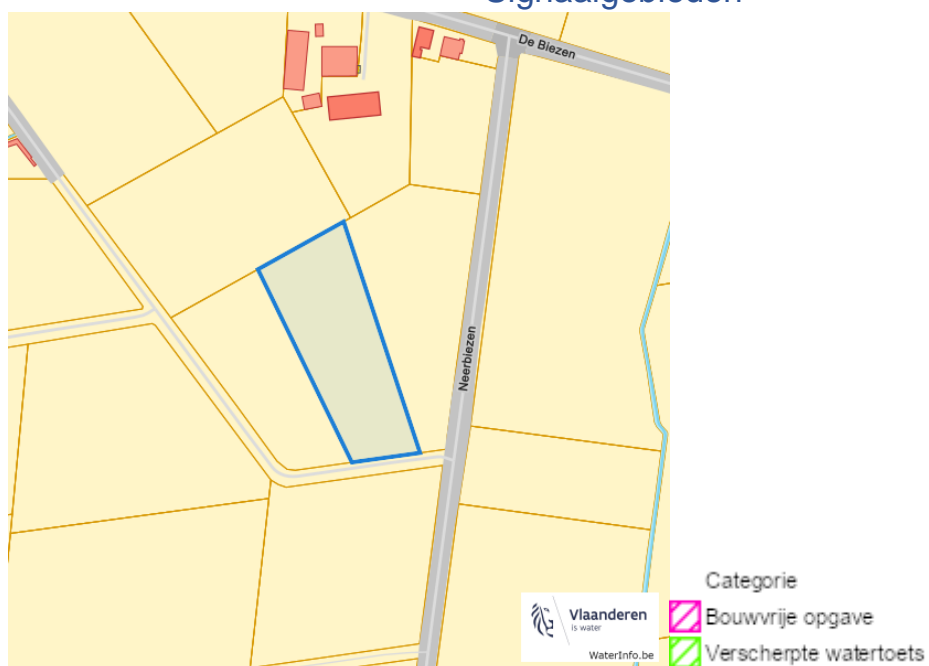 Signaalgebieden
De Biezen
Neerbiezen
Vlaanderen
is water
WaterInfo.be
Categorie
Bouwvrije opgave
Verscherpte watertoets